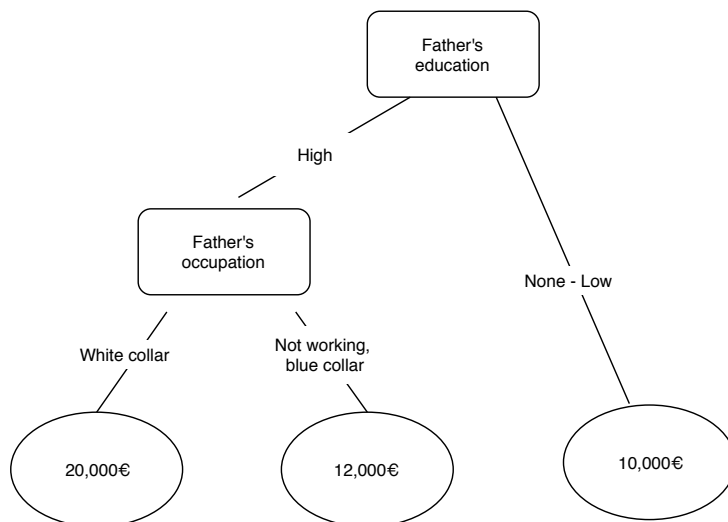 Father's
education
High
Father's
occupation
None - Low
White collar
Not working,
blue collar
20,000€
12,000€
10,000€